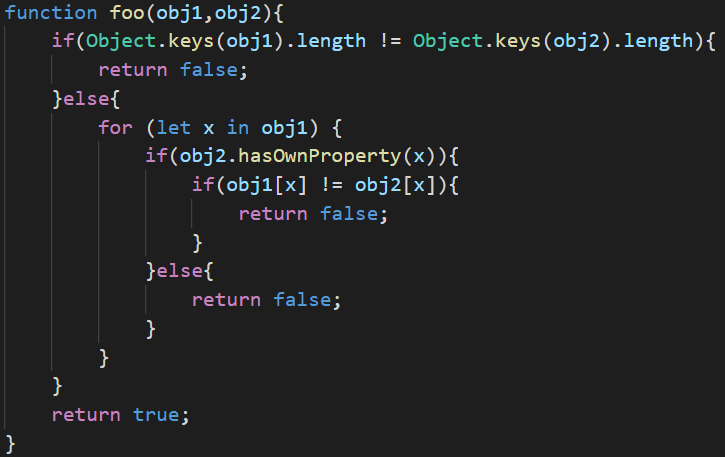 function foo(obj1,obj2){
    if(Object.keys(obj1).length != Object.keys(obj2).length){
        return false;
    }else{
        for (let x in obj1) {
            if(obj2.hasOwnProperty(x)){
                if(obj1[x] != obj2[x]){
                    return false;
                }
            }else{
                return false;
            }
        }
    }
    return true;
}